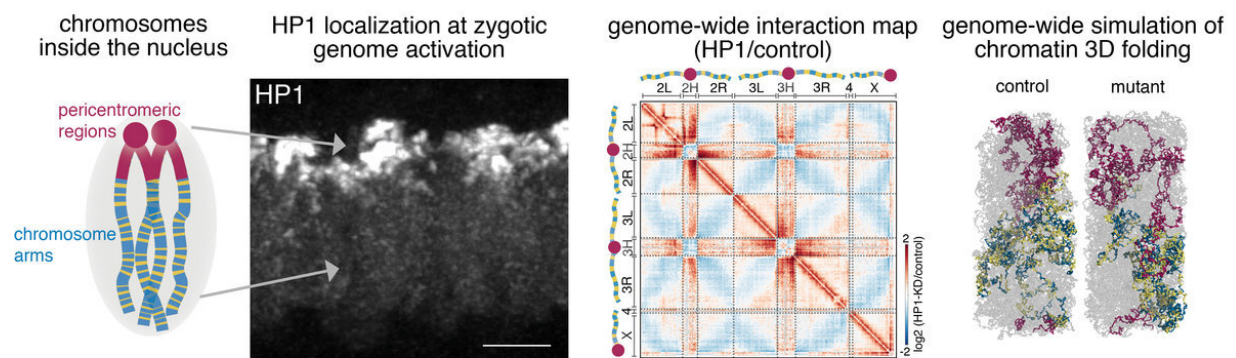 chromosomes
inside the nucleus
pericentromeric
regions
chromosome
arms
HP1 localization at zygotic
genome activation
HP1
genome-wide interaction map
(HP1/control)
2L 2H 2R 3L 3H 3R 4 X
2L
2H
2R
3L
3H
3R
4
X
2
log2 (HP1-KD/control)
-2
genome-wide simulation of
chromatin 3D folding
control mutant